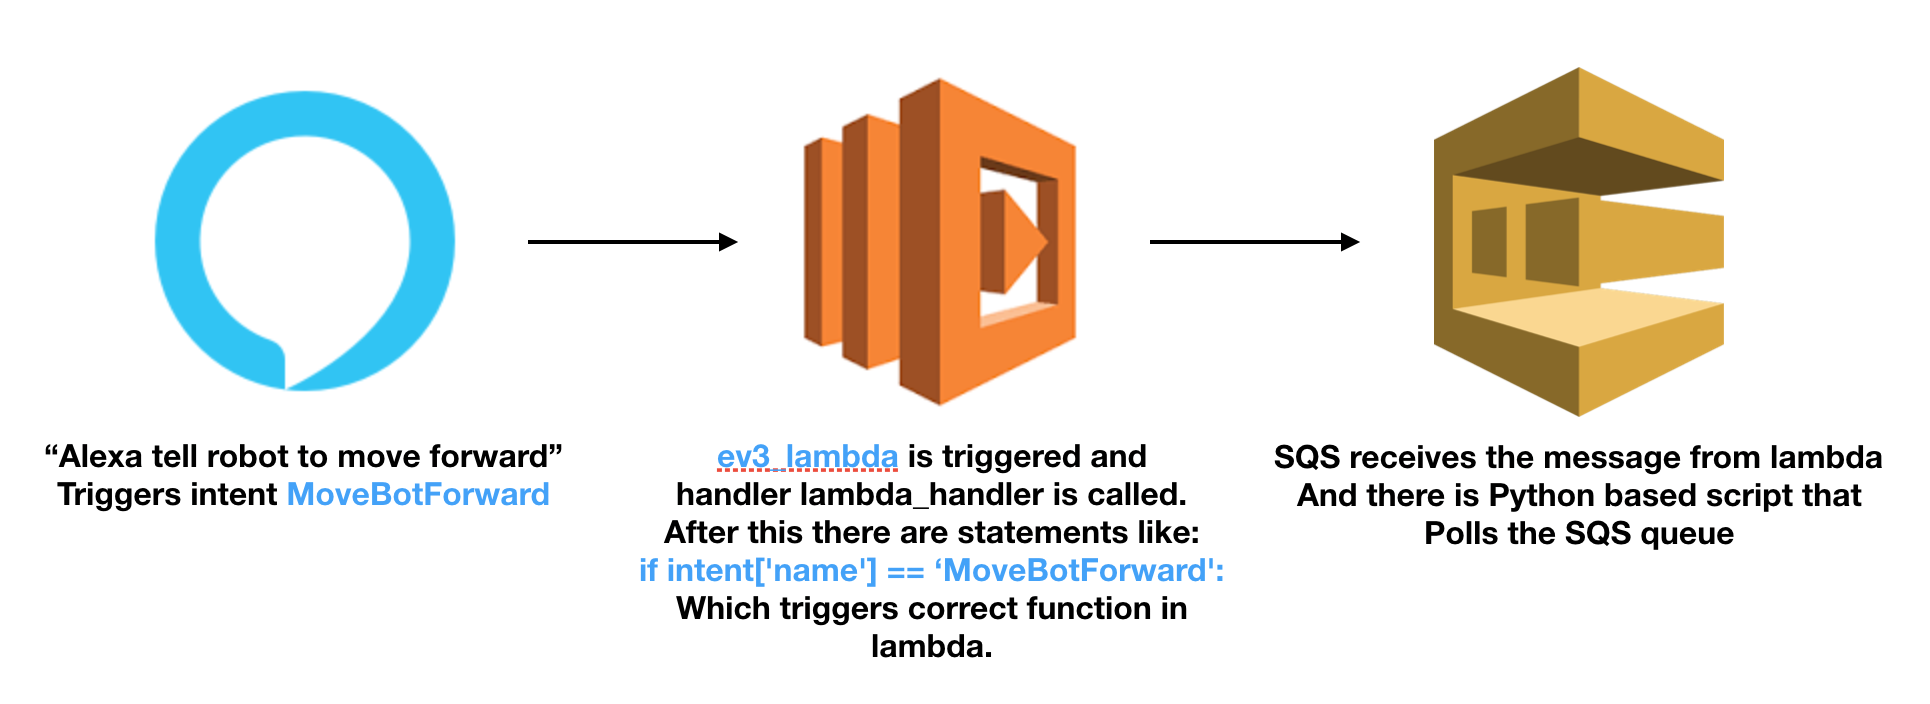 “Alexa tell robot to move forward”
Triggers intent MoveBotForward
ev3_lambda is triggered and
handler lambda_handler is called.
After this there are statements like:
if intent['name'] == ‘MoveBotForward':
Which triggers correct function in
lambda.
SQS receives the message from lambda
And there is Python based script that
Polls the SQS queue